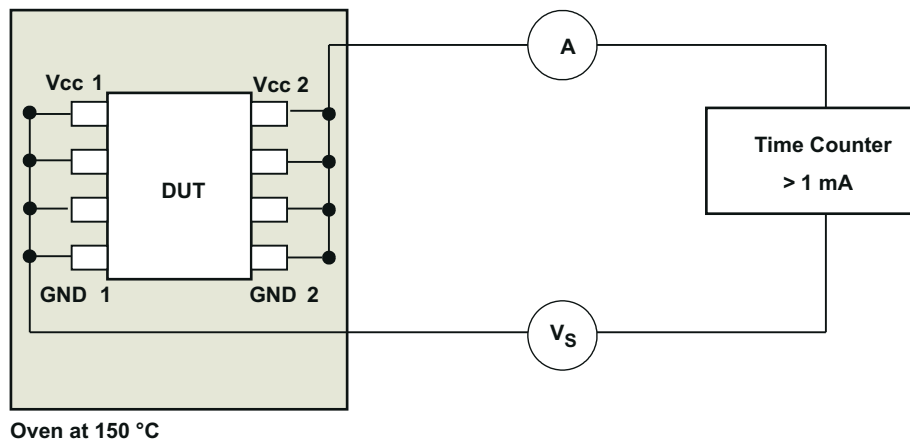 A
Vcc 1
Vcc 2
Time Counter
> 1 mA
DUT
GND 1
GND 2
VS
Oven at 150 °C